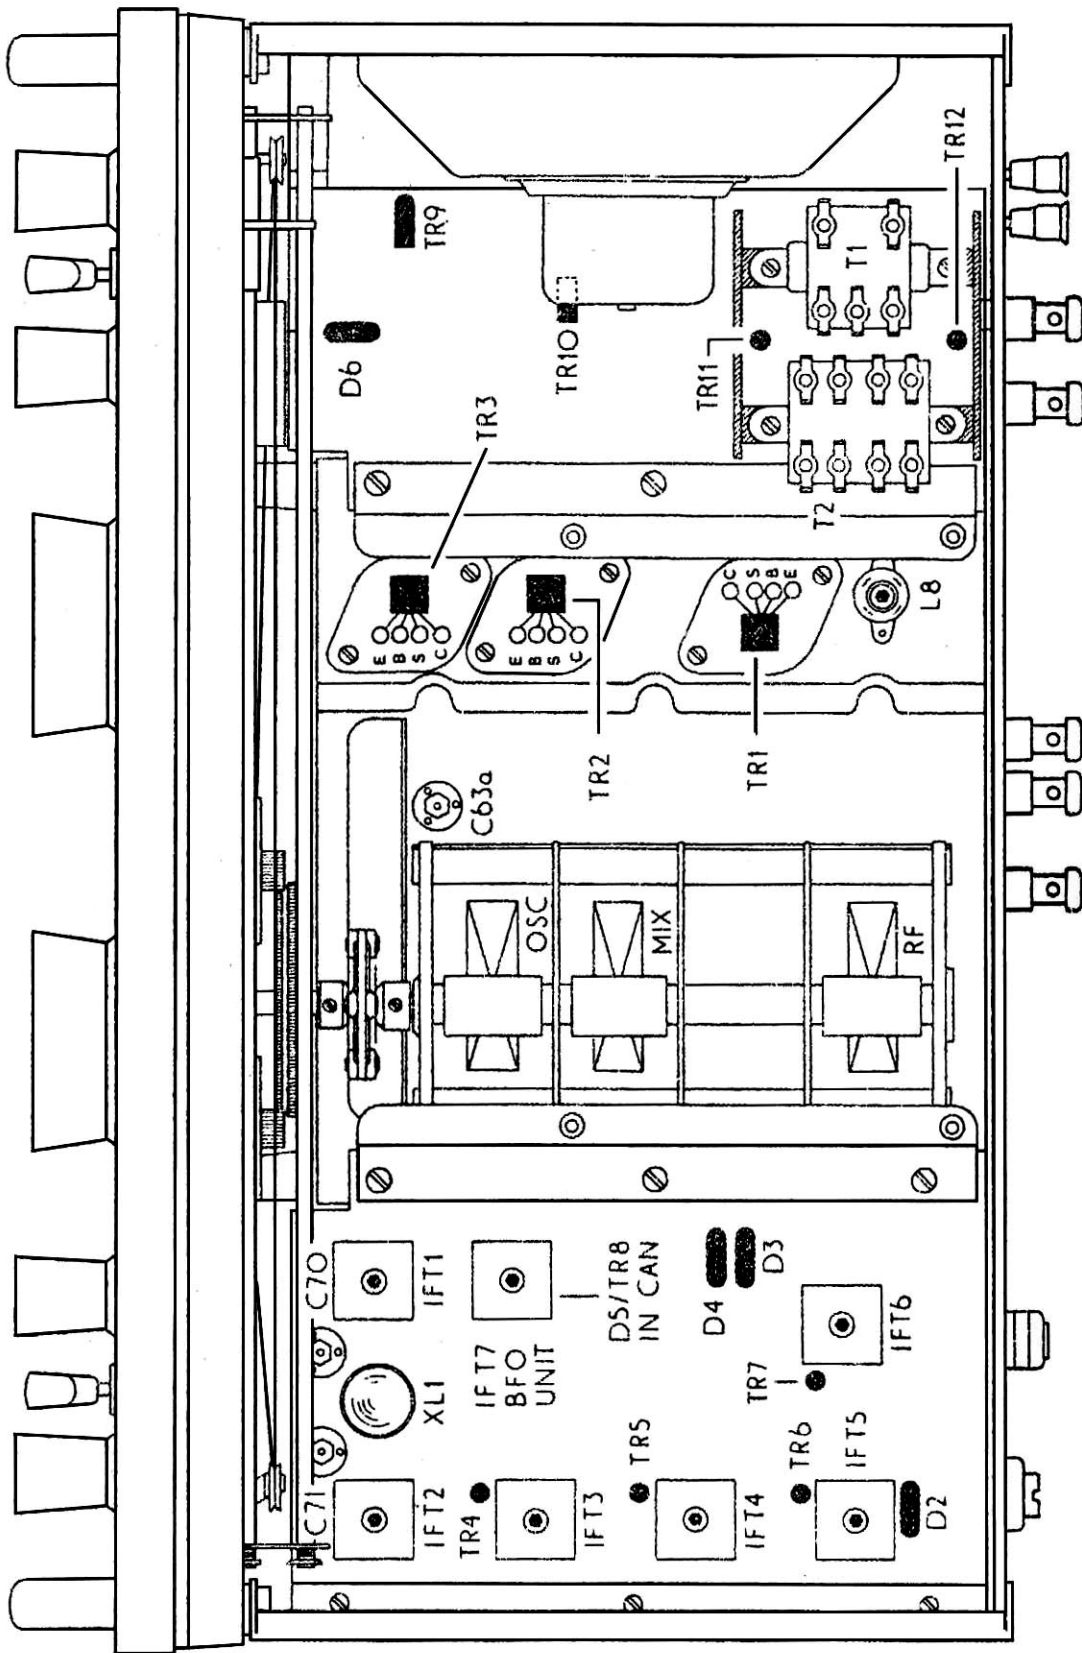 TR12
TR9
T1
TR10
TR11
D6
TR3
T2
E
B
S
C
E
B
S
C
C
S
B
E
L8
TR2
TR1
C63a
OSC
MIX
RF
C70
IFT1
D5/TR8
IN CAN
D4
D3
IFT7
BFO
UNIT
XL1
IFT6
TR7
C71
IFT2
TR4
IFT3
TR5
IFT4
TR6
IFT5
D2